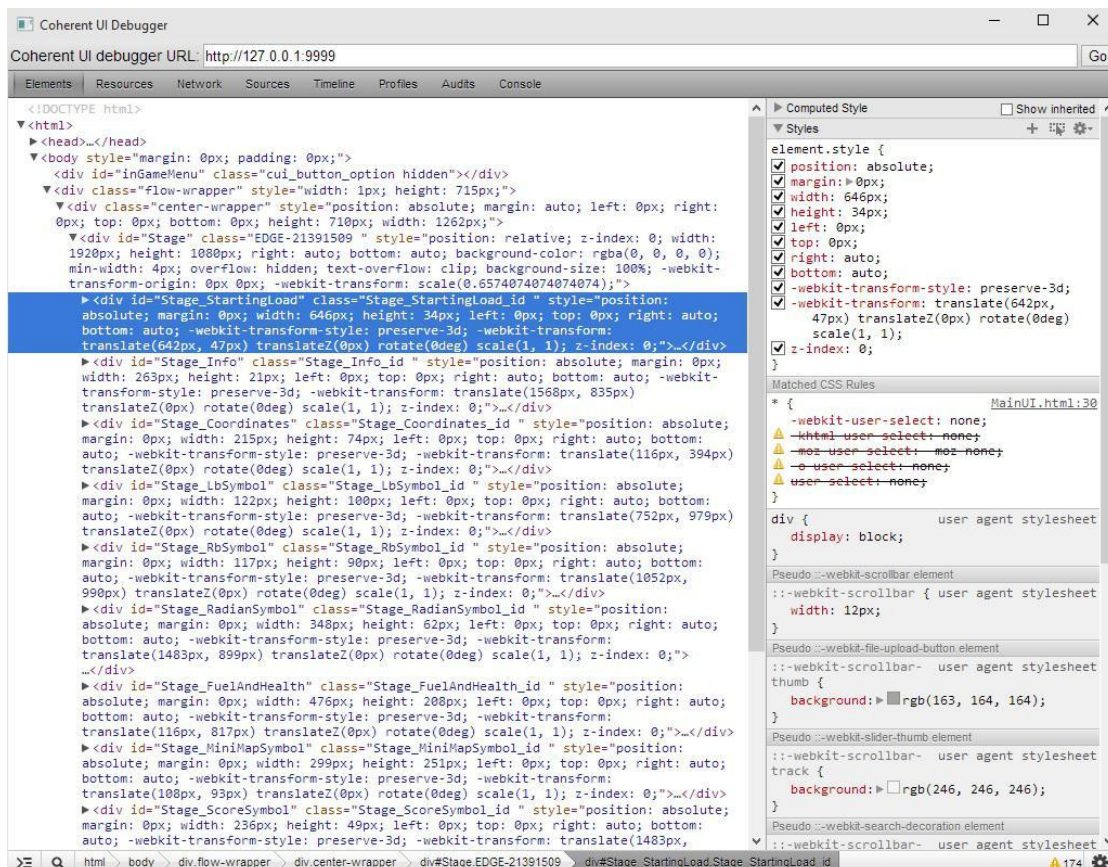 Coherent UI Debugger
Coherent UI debugger URL: http://127.0.0.1:9999 Go
Elements Resources Network Sources Timeline Profiles Audits Console
<!DOCTYPE html>
▼<html>
▶<head>…</head>
▼<body style="margin: 0px; padding: 0px;">
<div id="inGameMenu" class="cui_button_option hidden"></div>
▼<div class="flow-wrapper" style="width: 1px; height: 715px;">
▼<div class="center-wrapper" style="position: absolute; margin: auto; left: 0px; right:
0px; top: 0px; bottom: 0px; height: 710px; width: 1262px;">
▼<div id="Stage" class="EDGE-21391509 " style="position: relative; z-index: 0; width:
1920px; height: 1080px; right: auto; bottom: auto; background-color: rgba(0, 0, 0, 0);
min-width: 4px; overflow: hidden; text-overflow: clip; background-size: 100%; -webkit-
transform-origin: 0px 0px; -webkit-transform: scale(0.6574074074074074);">
▶<div id="Stage_StartingLoad" class="Stage_StartingLoad_id " style="position:
absolute; margin: 0px; width: 646px; height: 34px; left: 0px; top: 0px; right: auto;
bottom: auto; -webkit-transform-style: preserve-3d; -webkit-transform:
translate(642px, 47px) translateZ(0px) rotate(0deg) scale(1, 1); z-index: 0;">…</div>
▶<div id="Stage_Info" class="Stage_Info_id " style="position: absolute; margin: 0px;
width: 263px; height: 21px; left: 0px; top: 0px; right: auto; bottom: auto; -webkit-
transform-style: preserve-3d; -webkit-transform: translate(1568px, 835px)
translateZ(0px) rotate(0deg) scale(1, 1); z-index: 0;">…</div>
▶<div id="Stage_Coordinates" class="Stage_Coordinates_id " style="position: absolute;
margin: 0px; width: 215px; height: 74px; left: 0px; top: 0px; right: auto; bottom:
auto; -webkit-transform-style: preserve-3d; -webkit-transform: translate(116px, 394px)
translateZ(0px) rotate(0deg) scale(1, 1); z-index: 0;">…</div>
▶<div id="Stage_LbSymbol" class="Stage_LbSymbol_id " style="position: absolute;
margin: 0px; width: 122px; height: 100px; left: 0px; top: 0px; right: auto; bottom:
auto; -webkit-transform-style: preserve-3d; -webkit-transform: translate(752px, 979px)
translateZ(0px) rotate(0deg) scale(1, 1); z-index: 0;">…</div>
▶<div id="Stage_RbSymbol" class="Stage_RbSymbol_id " style="position: absolute;
margin: 0px; width: 117px; height: 90px; left: 0px; top: 0px; right: auto; bottom:
auto; -webkit-transform-style: preserve-3d; -webkit-transform: translate(1052px,
990px) translateZ(0px) rotate(0deg) scale(1, 1); z-index: 0;">…</div>
▶<div id="Stage_RadianSymbol" class="Stage_RadianSymbol_id " style="position:
absolute; margin: 0px; width: 348px; height: 62px; left: 0px; top: 0px; right: auto;
bottom: auto; -webkit-transform-style: preserve-3d; -webkit-transform:
translate(1483px, 899px) translateZ(0px) rotate(0deg) scale(1, 1); z-index: 0;">
…</div>
▶<div id="Stage_FuelAndHealth" class="Stage_FuelAndHealth_id " style="position:
absolute; margin: 0px; width: 476px; height: 208px; left: 0px; top: 0px; right: auto;
bottom: auto; -webkit-transform-style: preserve-3d; -webkit-transform:
translate(116px, 817px) translateZ(0px) rotate(0deg) scale(1, 1); z-index: 0;">…</div>
▶<div id="Stage_MiniMapSymbol" class="Stage_MiniMapSymbol_id " style="position:
absolute; margin: 0px; width: 299px; height: 251px; left: 0px; top: 0px; right: auto;
bottom: auto; -webkit-transform-style: preserve-3d; -webkit-transform:
translate(108px, 93px) translateZ(0px) rotate(0deg) scale(1, 1); z-index: 0;">…</div>
▶<div id="Stage_ScoreSymbol" class="Stage_ScoreSymbol_id " style="position: absolute;
margin: 0px; width: 236px; height: 49px; left: 0px; top: 0px; right: auto; bottom:
auto; -webkit-transform-style: preserve-3d; -webkit-transform: translate(1483px,
▶ Computed Style Show inherited
▼ Styles
element.style {
position: absolute;
margin:▶0px;
width: 646px;
height: 34px;
left: 0px;
top: 0px;
right: auto;
bottom: auto;
-webkit-transform-style: preserve-3d;
-webkit-transform: translate(642px,
47px) translateZ(0px) rotate(0deg)
scale(1, 1);
z-index: 0;
}
Matched CSS Rules
* { MainUI.html:30
-webkit-user-select: none;
-khtml-user-select: none;
-moz-user-select: -moz-none;
-o-user-select: none;
user-select: none;
}
div { user agent stylesheet
display: block;
}
Pseudo ::-webkit-scrollbar element
::-webkit-scrollbar { user agent stylesheet
width: 12px;
}
Pseudo ::-webkit-file-upload-button element
::-webkit-scrollbar- user agent stylesheet
thumb {
background:▶rgb(163, 164, 164);
}
Pseudo ::-webkit-slider-thumb element
::-webkit-scrollbar- user agent stylesheet
track {
background:▶rgb(246, 246, 246);
}
Pseudo ::-webkit-search-decoration element
::-webkit-scrollbar- user agent stylesheet
html body div.flow-wrapper div.center-wrapper div#Stage.EDGE-21391509 div#Stage_StartingLoad.Stage_StartingLoad_id 174